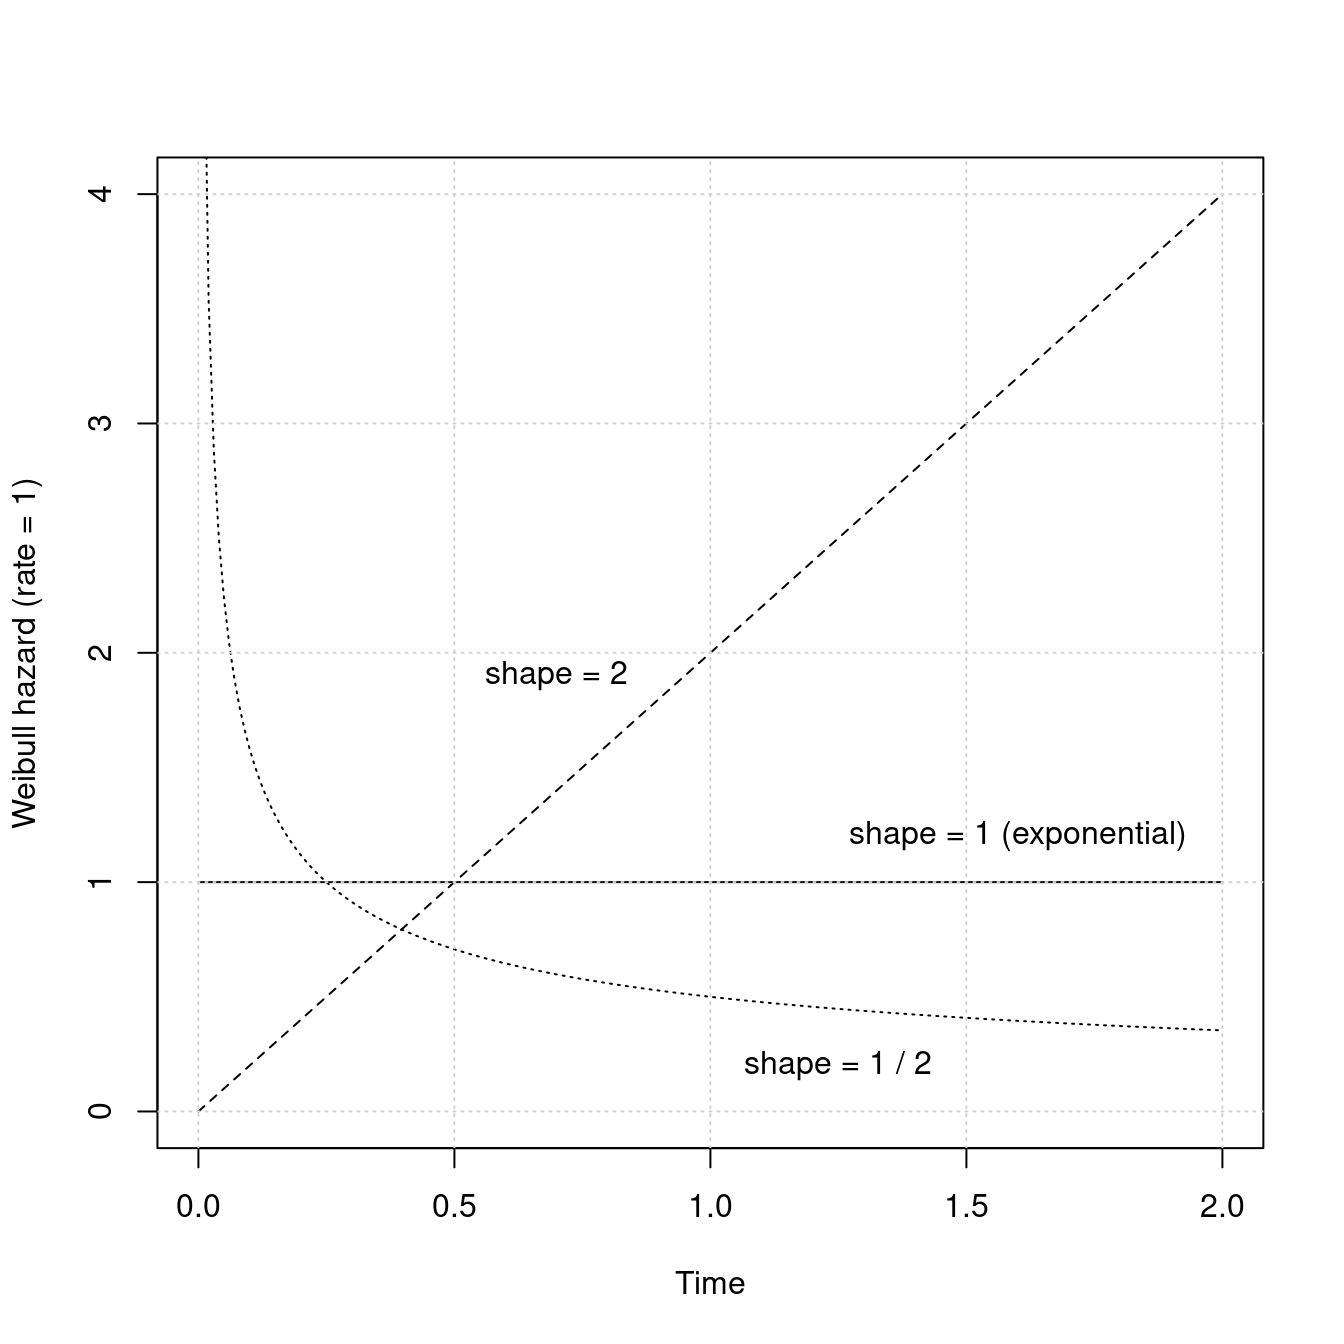 Weibull hazard (rate = 1)
4
3
2
1
0
shape = 2
shape = 1 (exponential)
shape = 1 / 2
0.0
0.5
1.0
1.5
2.0
Time